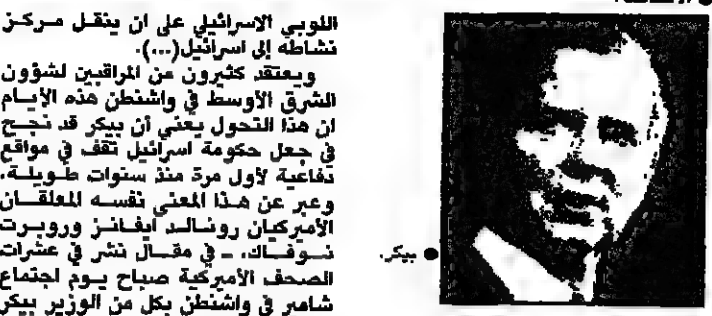 اللوبي الاسرائيلي على ان ينقل مركز
نشاطه إلى اسرائيل(...).
ويعتقد كثيرون من المراقبين لشؤون
الشرق الأوسط في واشنطن هذه الأيام
ان هذا التحول يعني أن بيكر قد نجح
في جعل حكومة اسرائيل تقف في مواقع
دفاعية لأول مرة منذ سنوات طويلة.
وعبر عن هذا المعنى نفسه المعلقان
الأميركيان رونالد ايفانز وروبرت
نوفاك، ـ في مقال نشر في عشرات
الصحف الأميركية صباح يوم اجتماع
شامير في واشنطن بكل من الوزير بيكر
● بيكر.